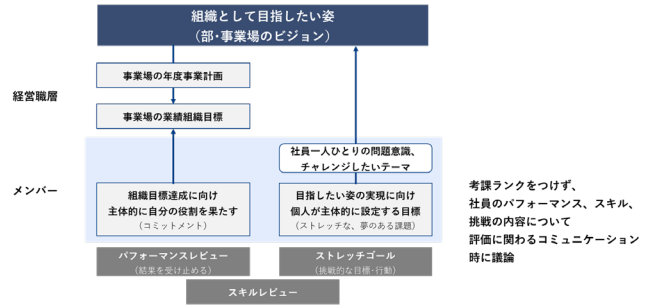 組織として目指したい姿
（部・事業場のビジョン）
事業場の年度事業計画
経営職層
事業場の業績組織目標
社員一人ひとりの問題意識、
チャレンジしたいテーマ
メンバー
組織目標達成に向け
主体的に自分の役割を果たす
（コミットメント）
目指したい姿の実現に向け
個人が主体的に設定する目標
（ストレッチな、夢のある課題）
考課ランクをつけず、
社員のパフォーマンス、スキル、
挑戦の内容について
評価に関わるコミュニケーション
時に議論
パフォーマンスレビュー
（結果を受け止める）
ストレッチゴール
（挑戦的な目標・行動）
スキルレビュー